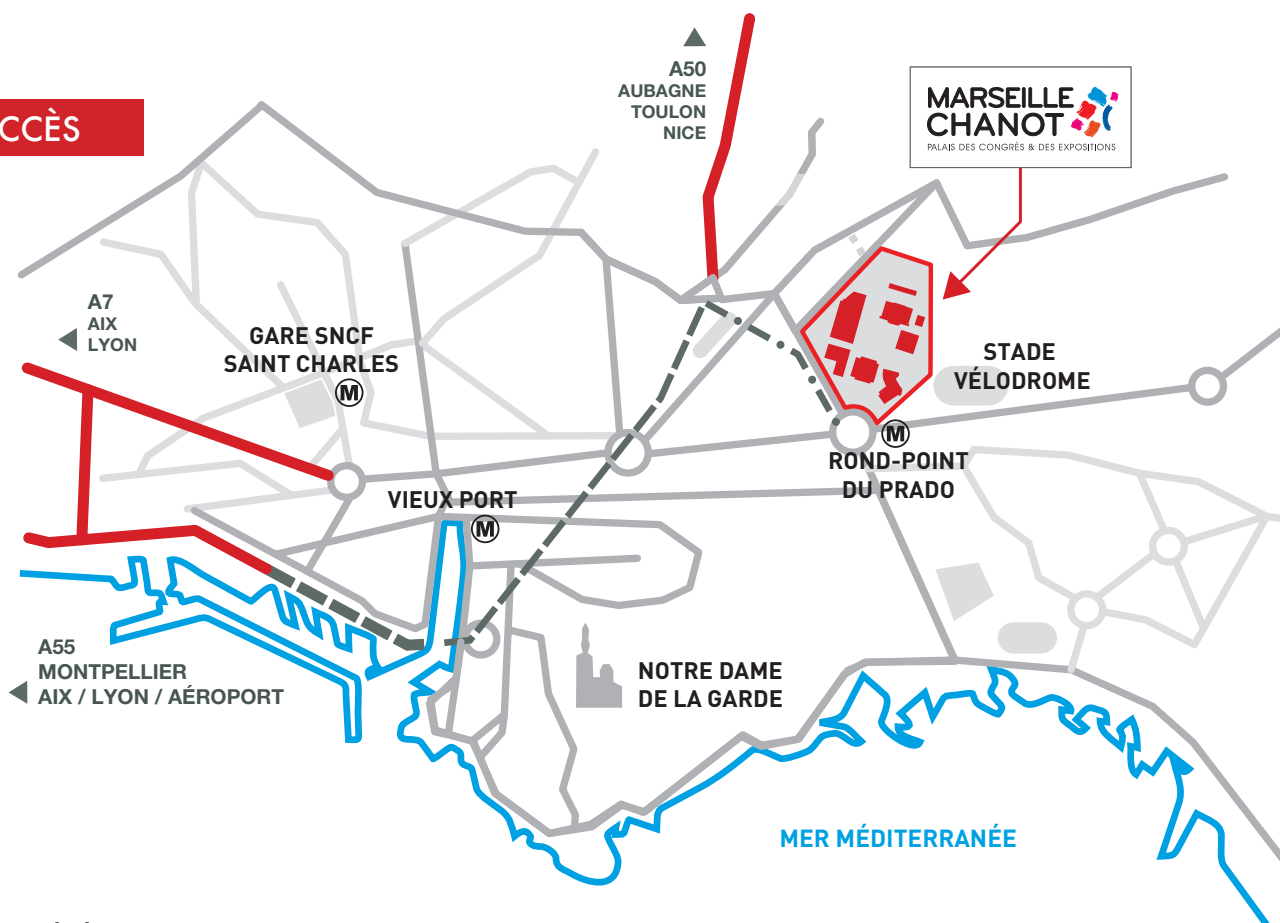 CCÈS
A50
AUBAGNE
TOULON
NICE
MARSEILLE
CHANOT
PALAIS DES CONGRÈS & DES EXPOSITIONS
A7
AIX
LYON
GARE SNCF
SAINT CHARLES
M
STADE
VÉLODROME
M
ROND-POINT
DU PRADO
VIEUX PORT
M
A55
MONTPELLIER
AIX / LYON / AÉROPORT
NOTRE DAME
DE LA GARDE
MER MÉDITERRANÉE